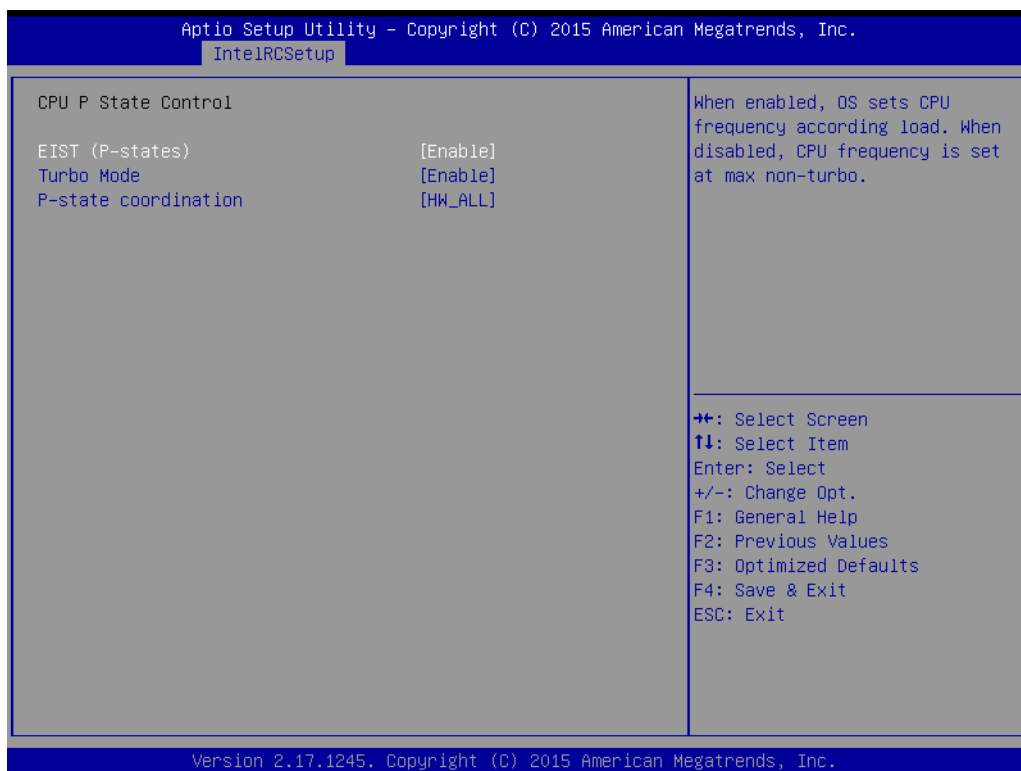 Aptio Setup Utility – Copyright (C) 2015 American Megatrends, Inc.
IntelRCSetup
CPU P State Control
EIST (P-states) [Enable]
Turbo Mode [Enable]
P-state coordination [HW_ALL]
When enabled, OS sets CPU
frequency according load. When
disabled, CPU frequency is set
at max non-turbo.
→←: Select Screen
↑↓: Select Item
Enter: Select
+/-: Change Opt.
F1: General Help
F2: Previous Values
F3: Optimized Defaults
F4: Save & Exit
ESC: Exit
Version 2.17.1245. Copyright (C) 2015 American Megatrends, Inc.